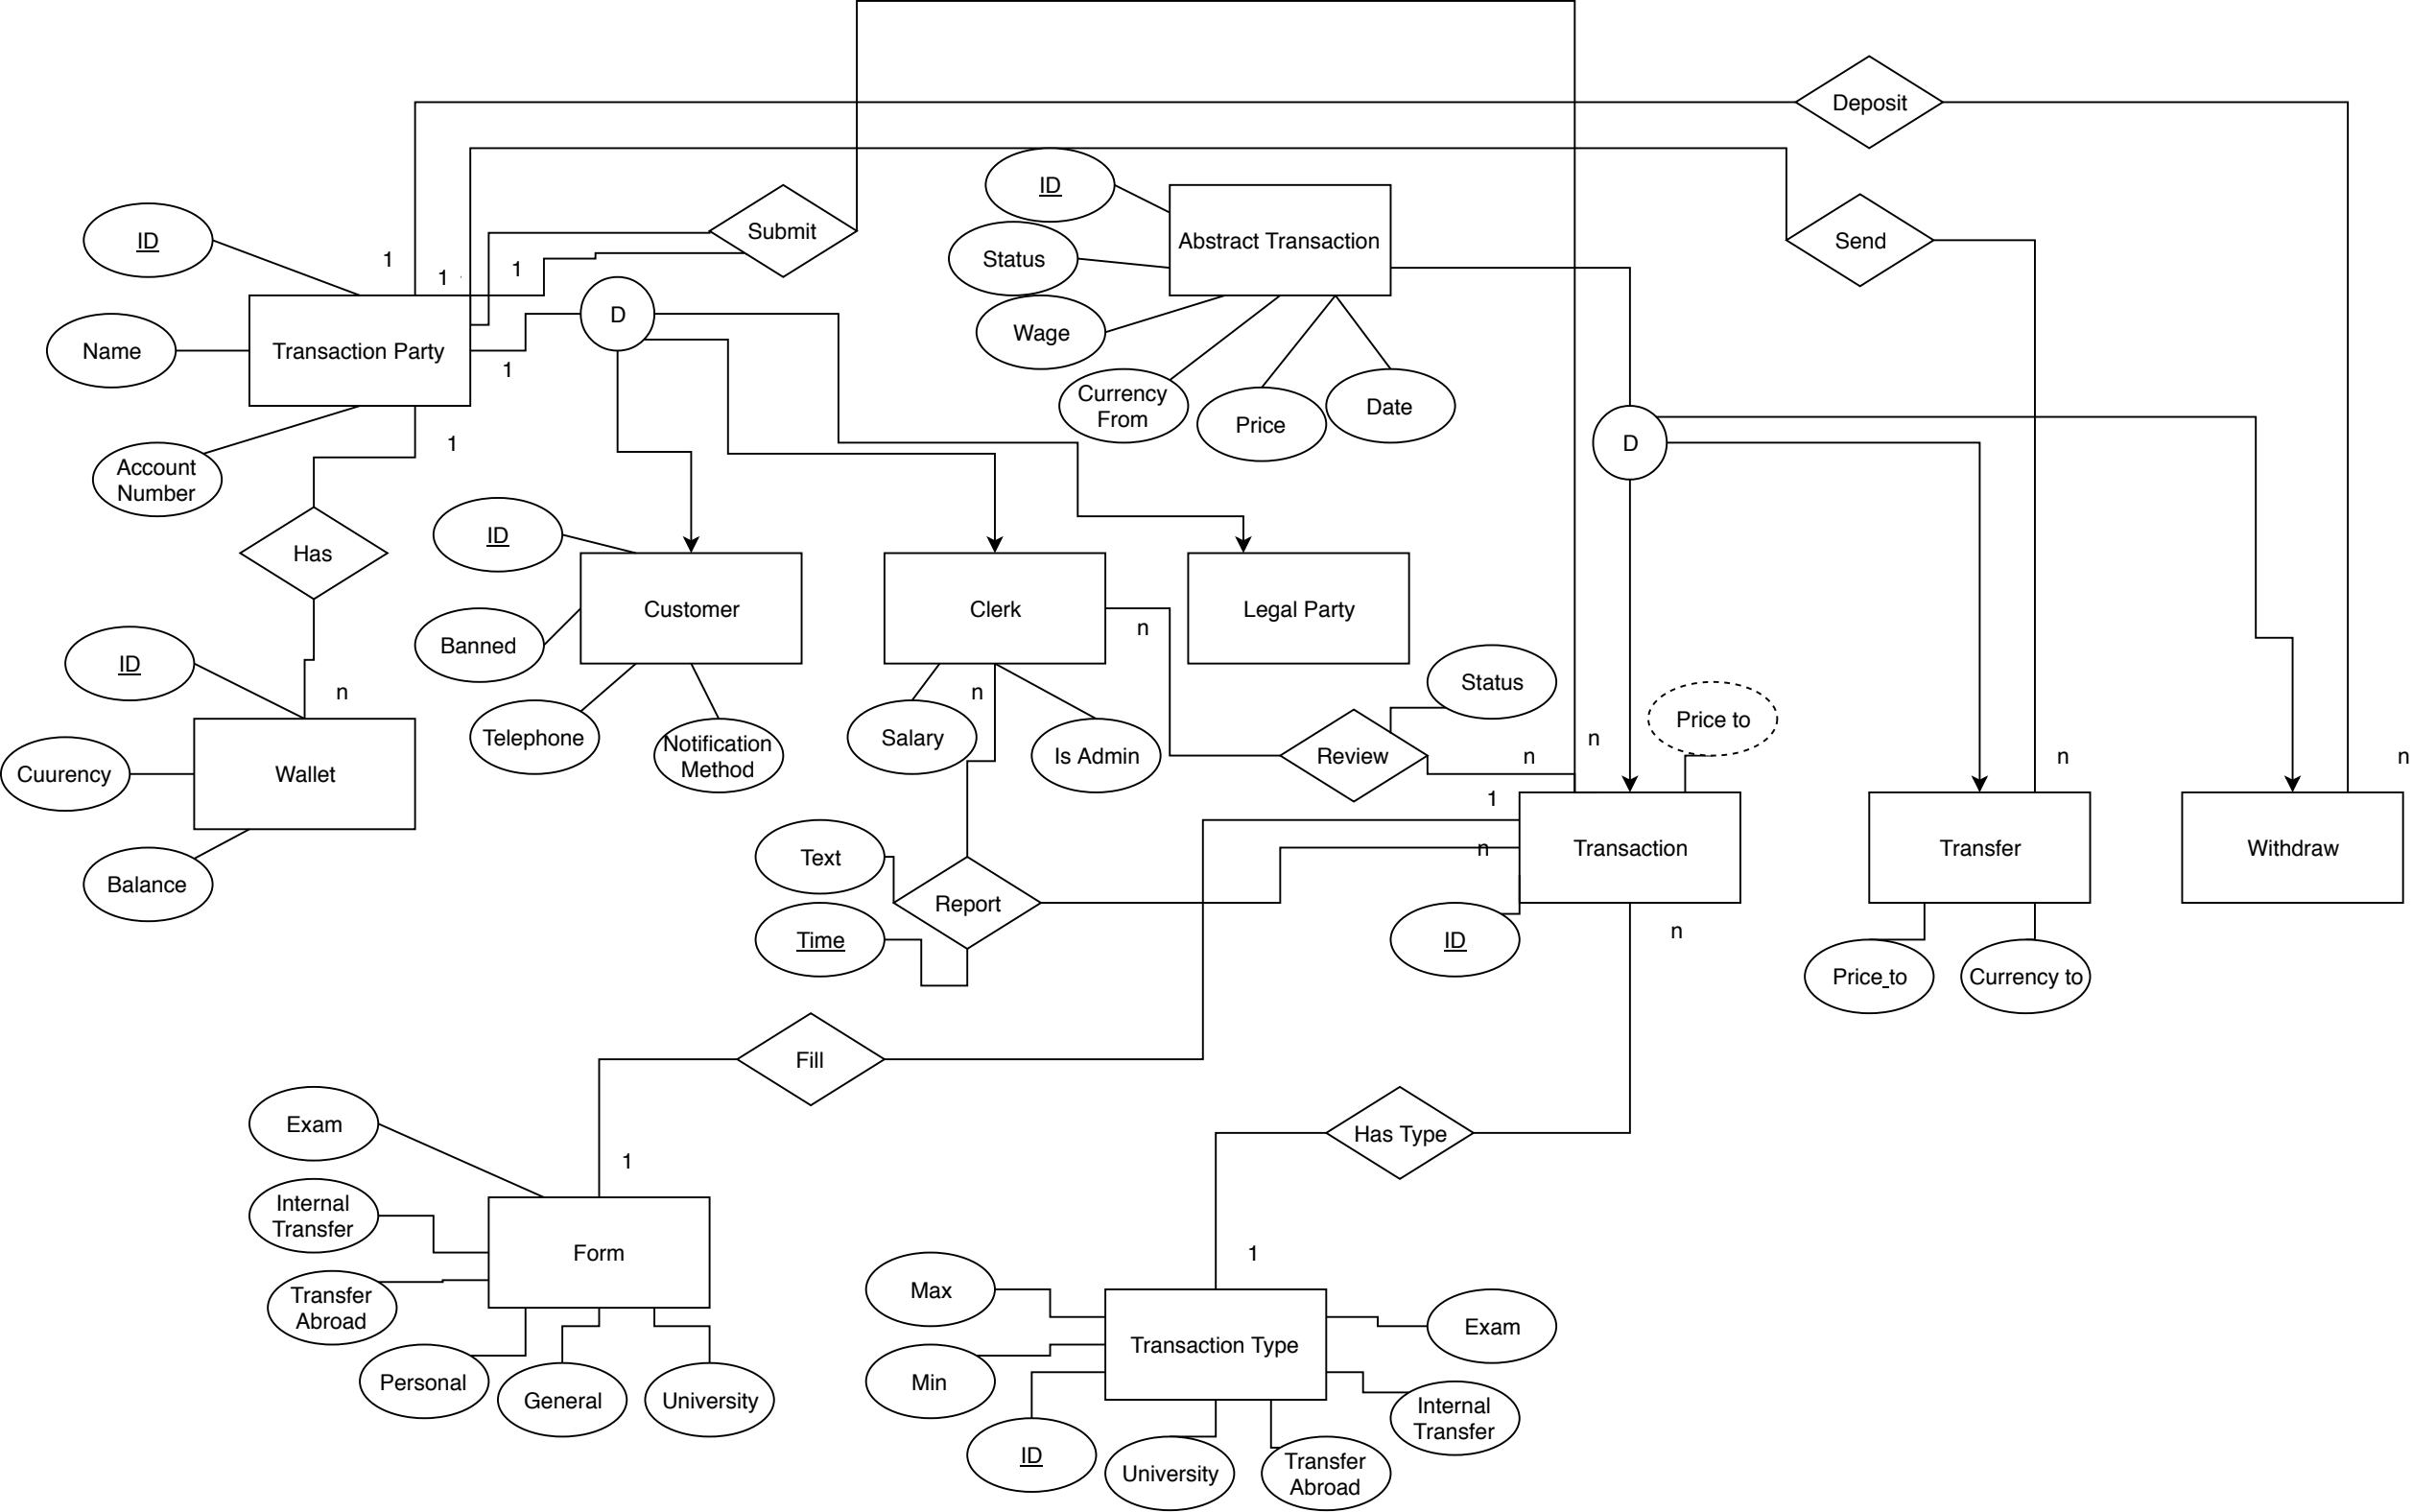 Deposit
ID
Submit
Abstract Transaction
Send
ID
Status
1
1
1
D
Wage
Name
Transaction Party
1
Currency
From
Price
Date
1
D
Account
Number
ID
Has
Customer
Clerk
Legal Party
n
Banned
ID
n
n
Status
Price to
Telephone
Salary
Notification
Method
Is Admin
Review
n
n
n
n
Cuurency
Wallet
1
Text
n
Transaction
Transfer
Withdraw
Balance
Report
Time
ID
n
Price_to
Currency to
Fill
Exam
Has Type
1
Internal
Transfer
Form
1
Max
Transfer
Abroad
Exam
Transaction Type
Personal
General
University
Min
Internal
Transfer
ID
University
Transfer
Abroad